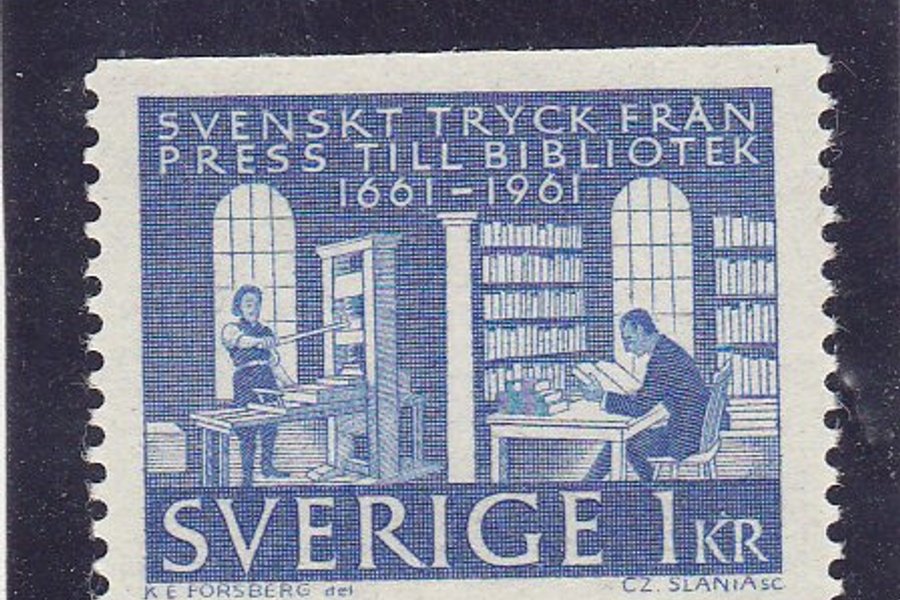 SVENSKT TRYCK FRÅN
PRESS TILL BIBLIOTEK
1661-1961
SVERIGE 1 KR
K E FORSBERG del
CZ. SLANIA SC